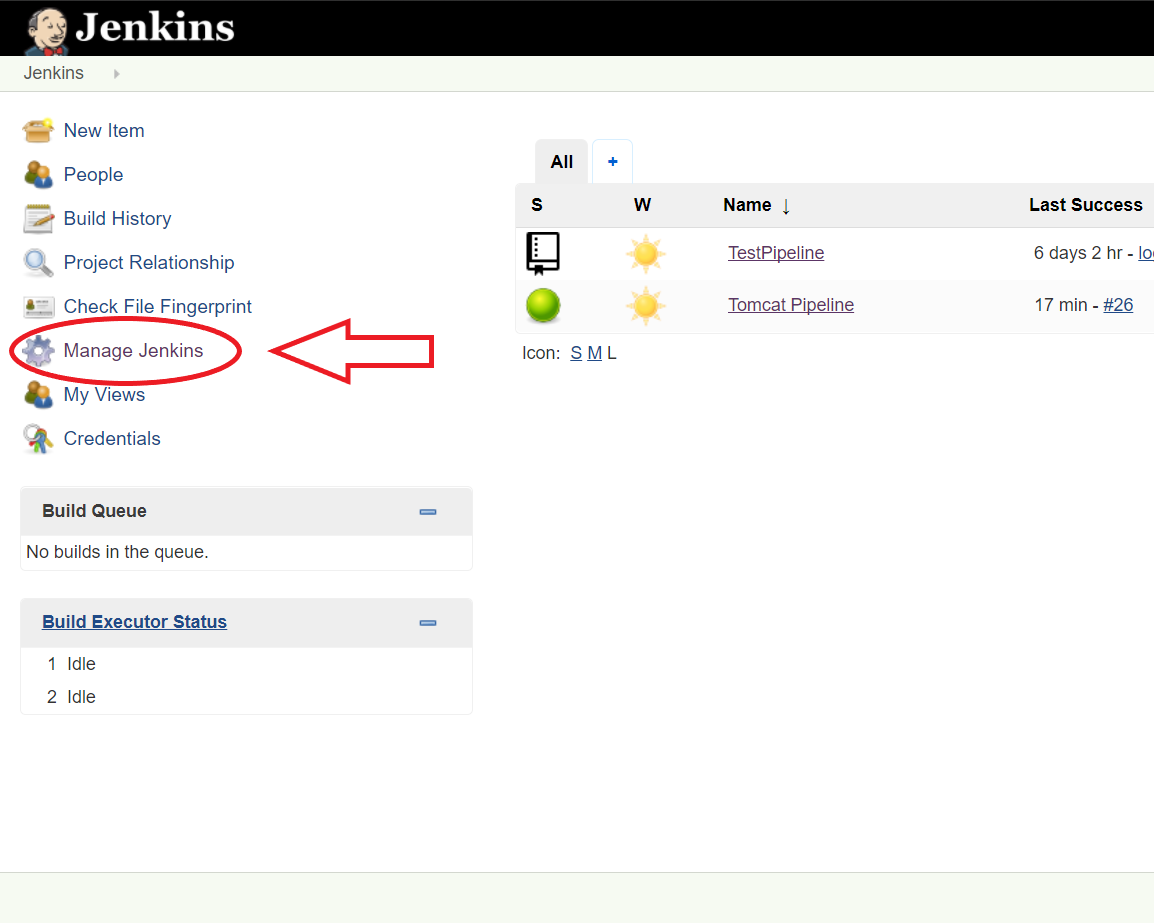 Jenkins
Jenkins
New Item
People
Build History
Project Relationship
Check File Fingerprint
Manage Jenkins
My Views
Credentials
Build Queue
No builds in the queue.
Build Executor Status
1 Idle
2 Idle
All +
S W Name ↓ Last Success
TestPipeline 6 days 2 hr -
Tomcat Pipeline 17 min - #26
Icon: S M L